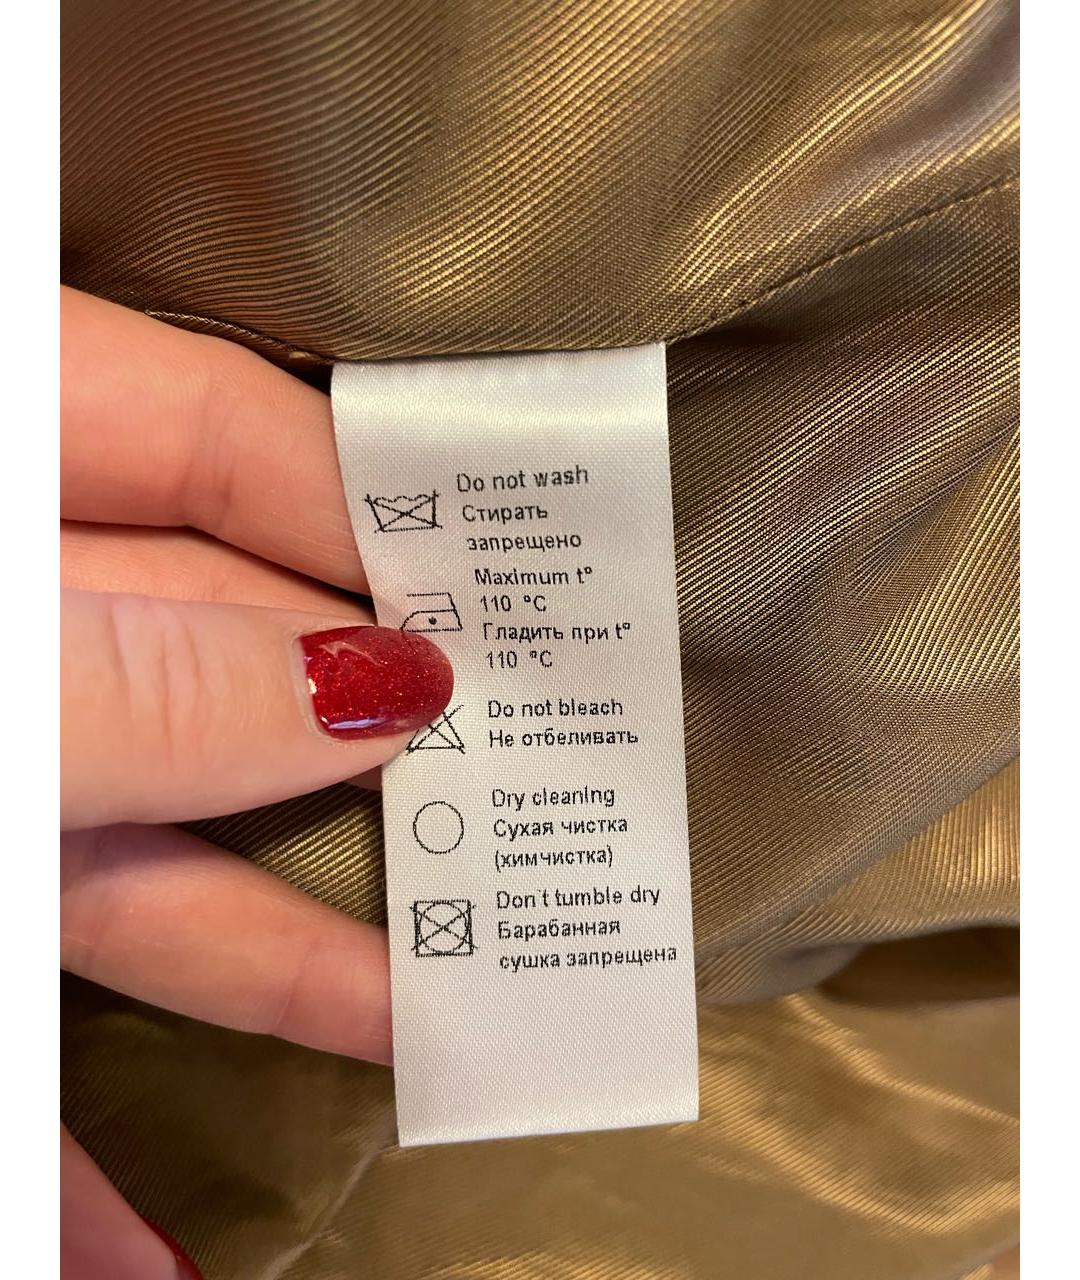 Do not wash
Стирать
запрещено
Maximum t°
110 °C
Гладить при t°
110 °C
Do not bleach
Не отбеливать
Dry cleaning
Сухая чистка
(химчистка)
Don`t tumble dry
Барабанная
сушка запрещена